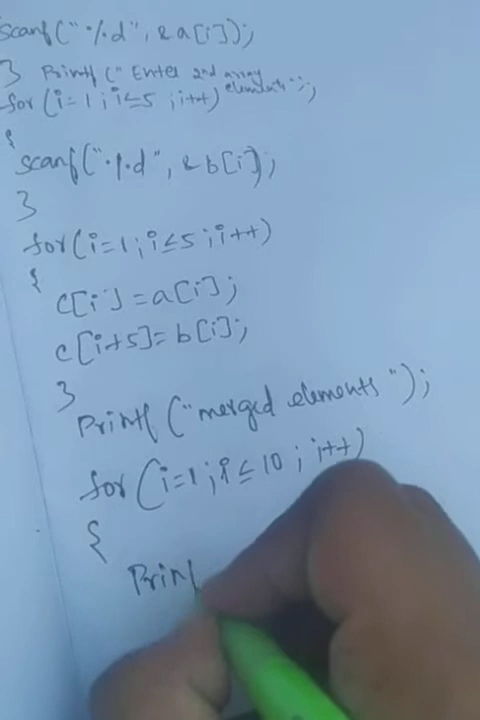 scanf("%d", &a[i]);
} Printf ("Enter 2nd array elements");
for (i=1; i≤5; i++)
{
scanf("%d", &b[i]);
}
for(i=1; i≤5; i++)
{
c[i]=a[i];
c[i+5]=b[i];
}
Printf ("merged elements");
for (i=1; i≤10; i++)
{
Prinf